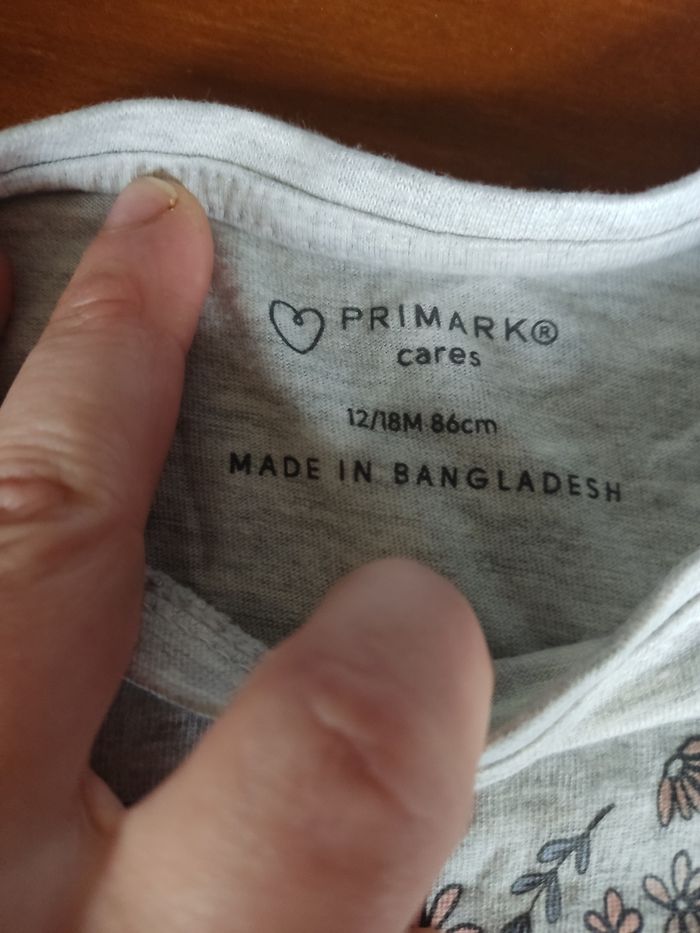 PRIMARK®
cares
12/18M 86cm
MADE IN BANGLADESH